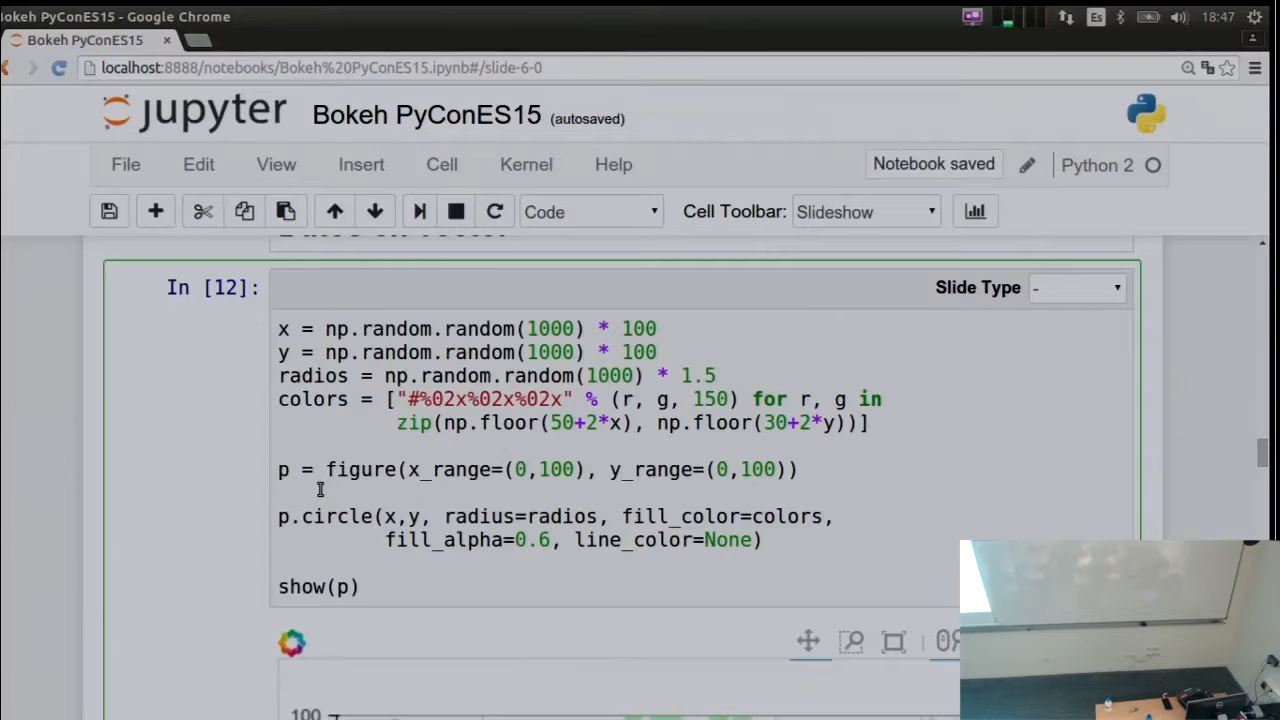 Bokeh PyConES15 - Google Chrome
Es
18:47
Bokeh PyConES15 ×
localhost:8888/notebooks/Bokeh%20PyConES15.ipynb#/slide-6-0
jupyter Bokeh PyConES15 (autosaved)
File Edit View Insert Cell Kernel Help
Notebook saved
Python 2
Code
Cell Toolbar: Slideshow
In [12]:
Slide Type -
x = np.random.random(1000) * 100
y = np.random.random(1000) * 100
radios = np.random.random(1000) * 1.5
colors = ["#%02x%02x%02x" % (r, g, 150) for r, g in
zip(np.floor(50+2*x), np.floor(30+2*y))]
p = figure(x_range=(0,100), y_range=(0,100))
p.circle(x,y, radius=radios, fill_color=colors,
fill_alpha=0.6, line_color=None)
show(p)
100